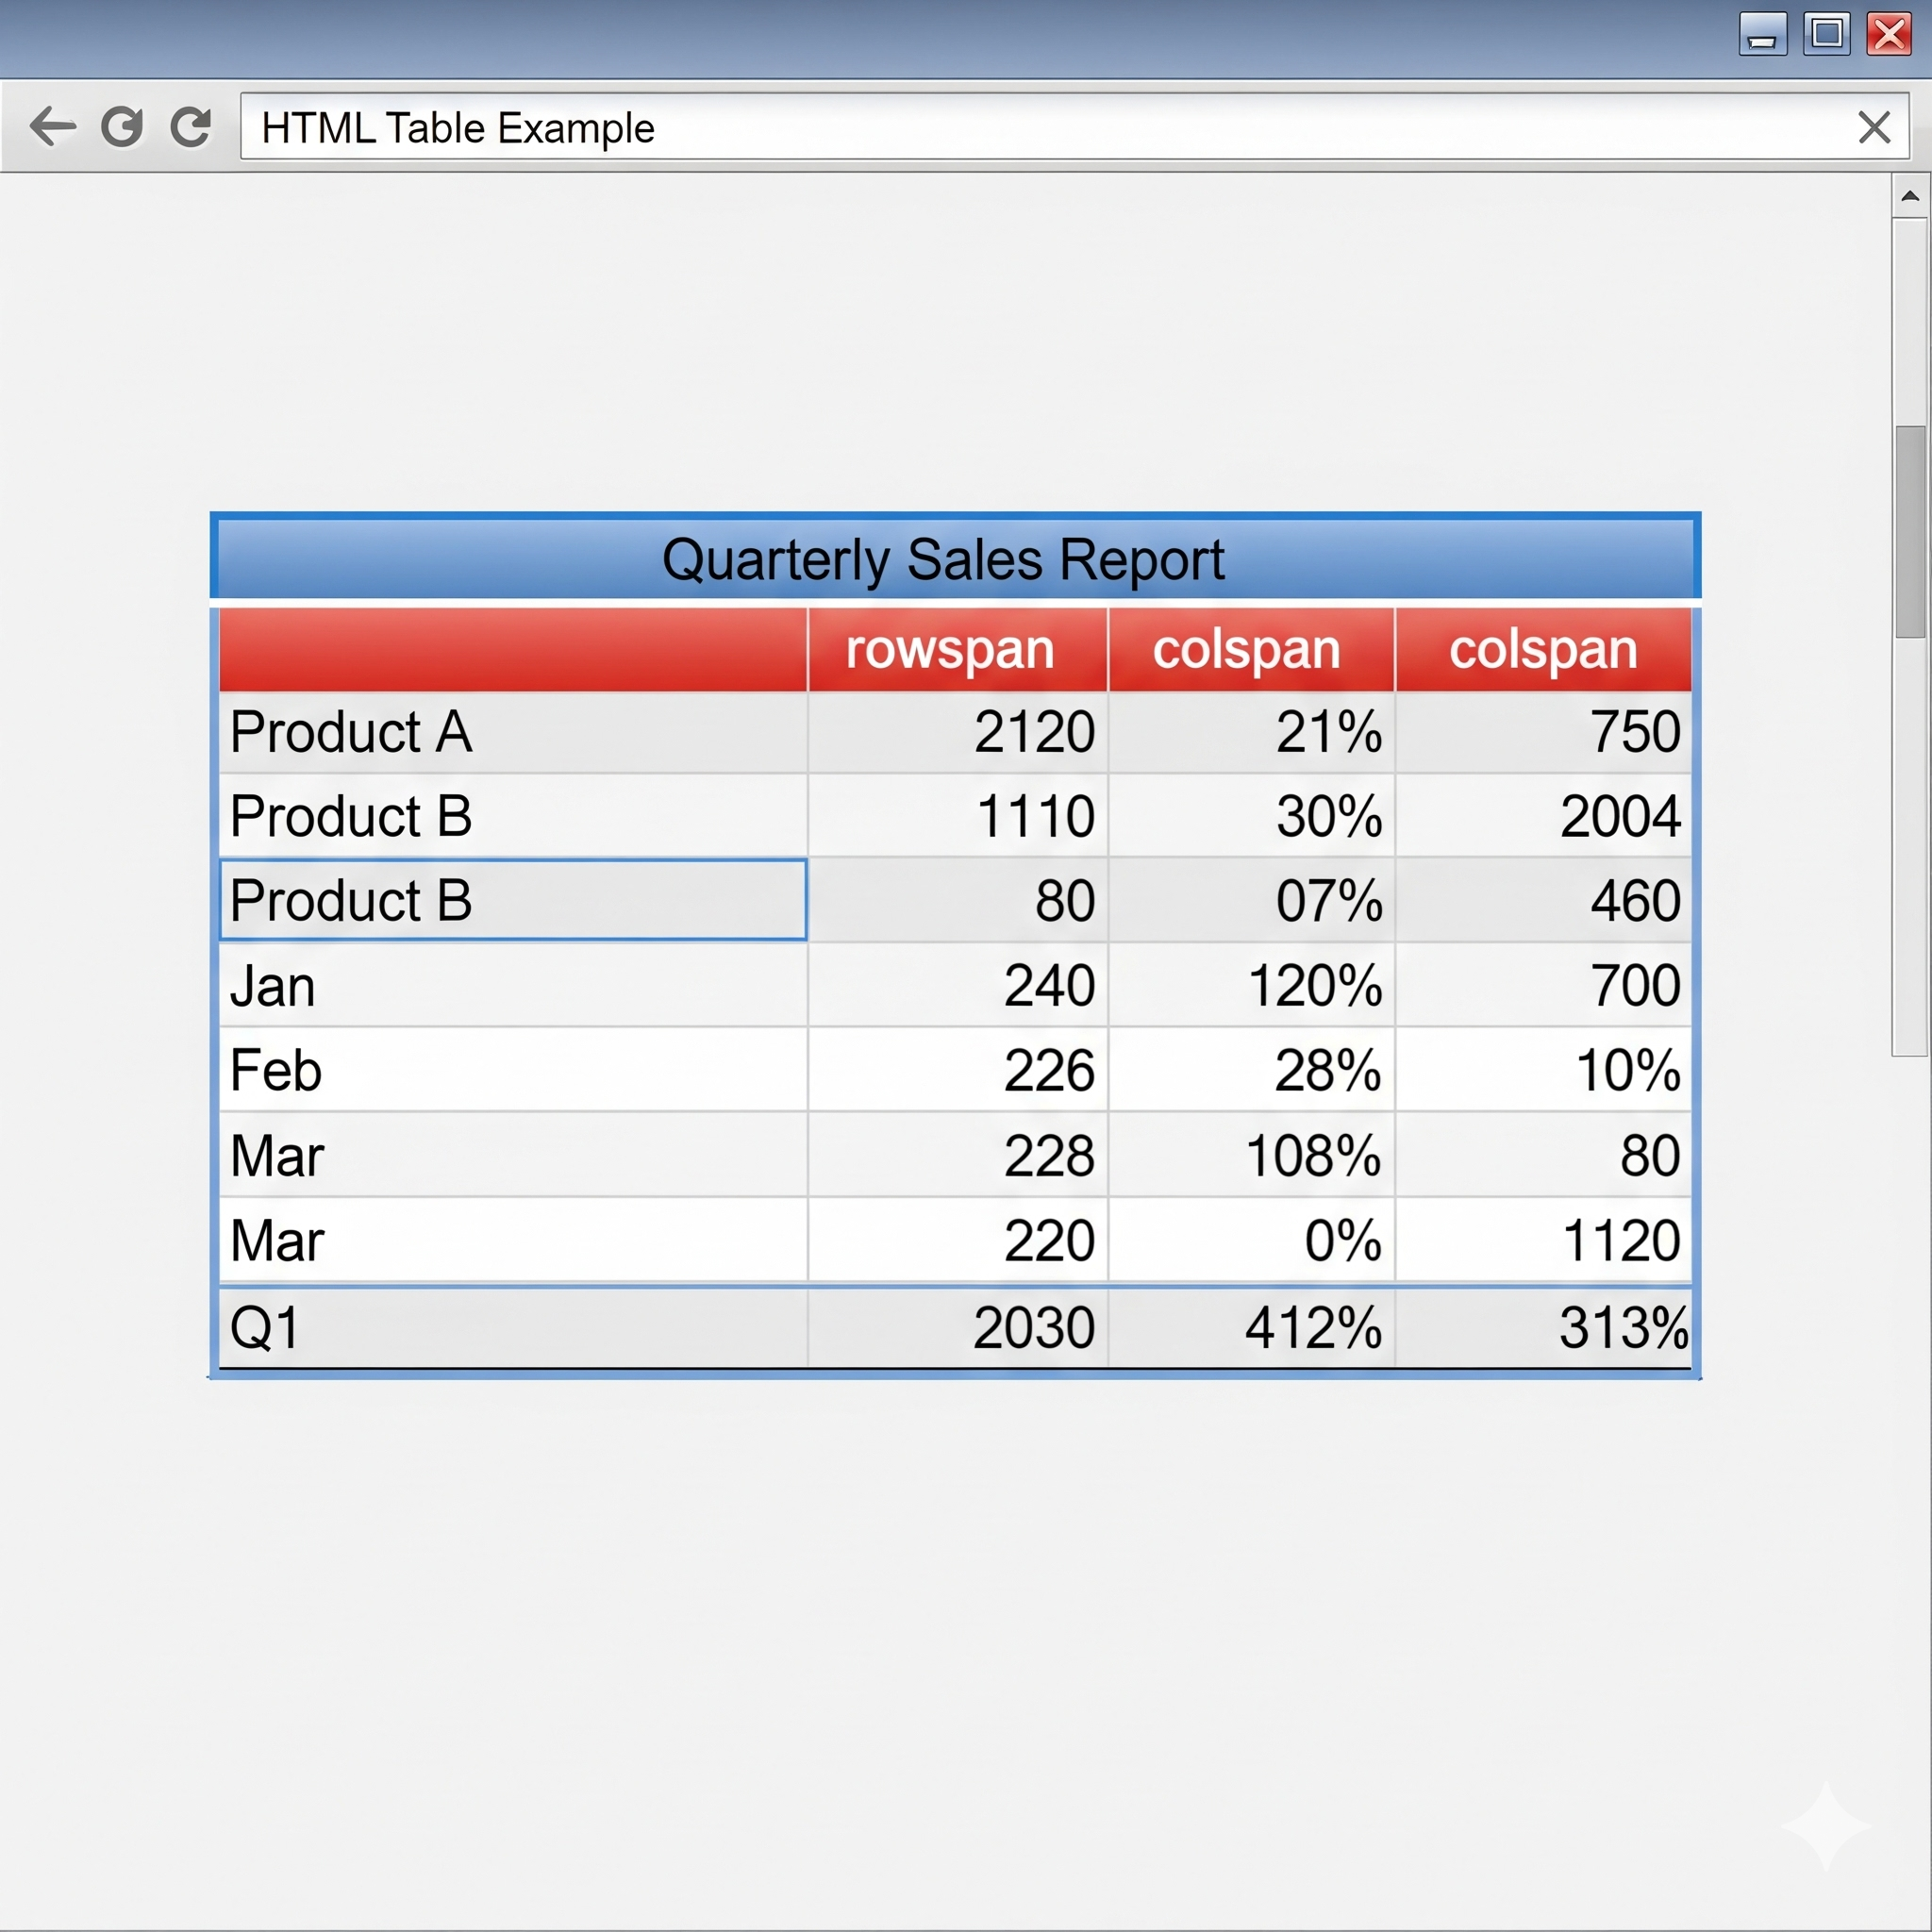 HTML Table Example
Quarterly Sales Report
rowspan colspan colspan
Product A 2120 21% 750
Product B 1110 30% 2004
Product B 80 07% 460
Jan 240 120% 700
Feb 226 28% 10%
Mar 228 108% 80
Mar 220 0% 1120
Q1 2030 412% 313%